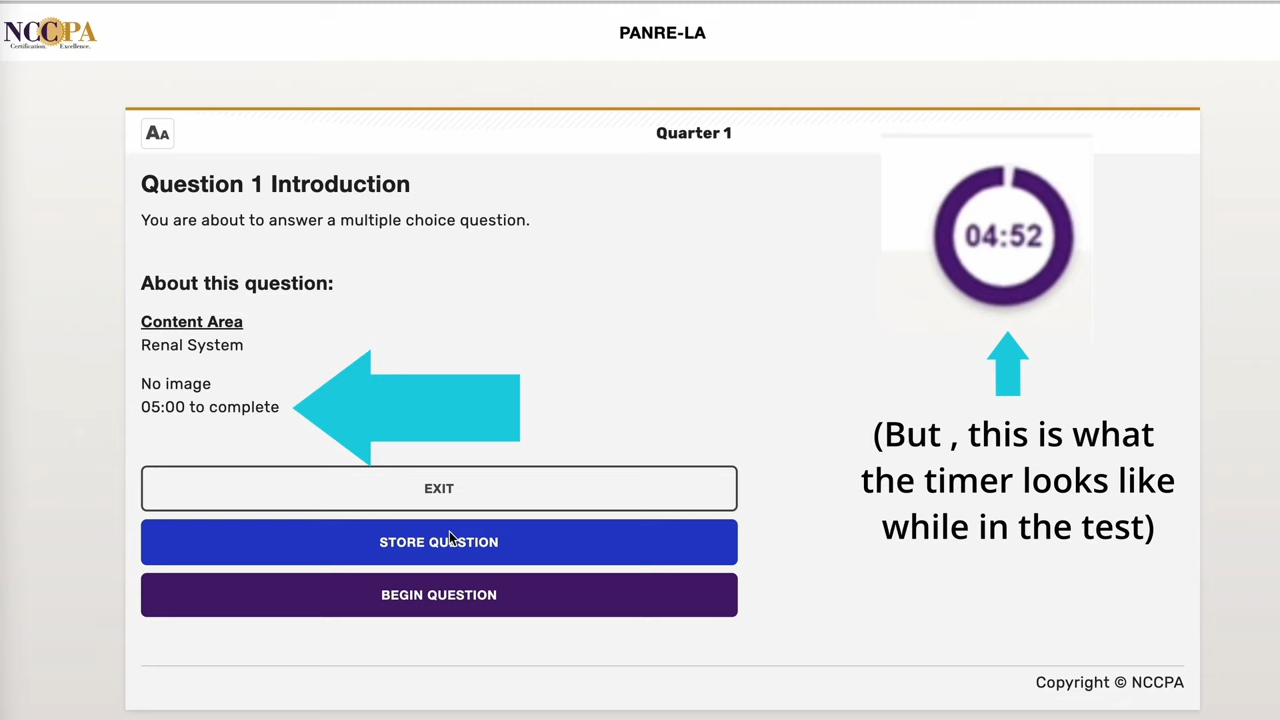 NCCPA
Certification. Excellence.
PANRE-LA
AA
Quarter 1
Question 1 Introduction
You are about to answer a multiple choice question.
04:52
About this question:
Content Area
Renal System
No image
05:00 to complete
(But , this is what
the timer looks like
while in the test)
EXIT
STORE QUESTION
BEGIN QUESTION
Copyright © NCCPA